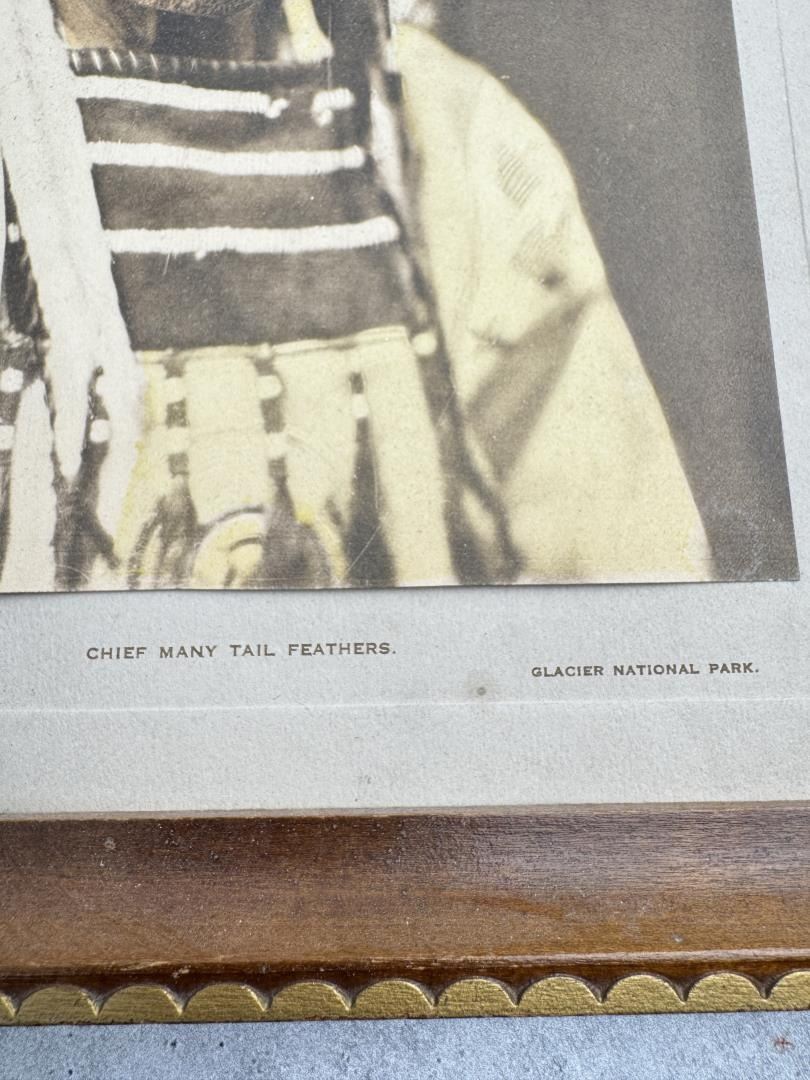 CHIEF MANY TAIL FEATHERS.
GLACIER NATIONAL PARK.